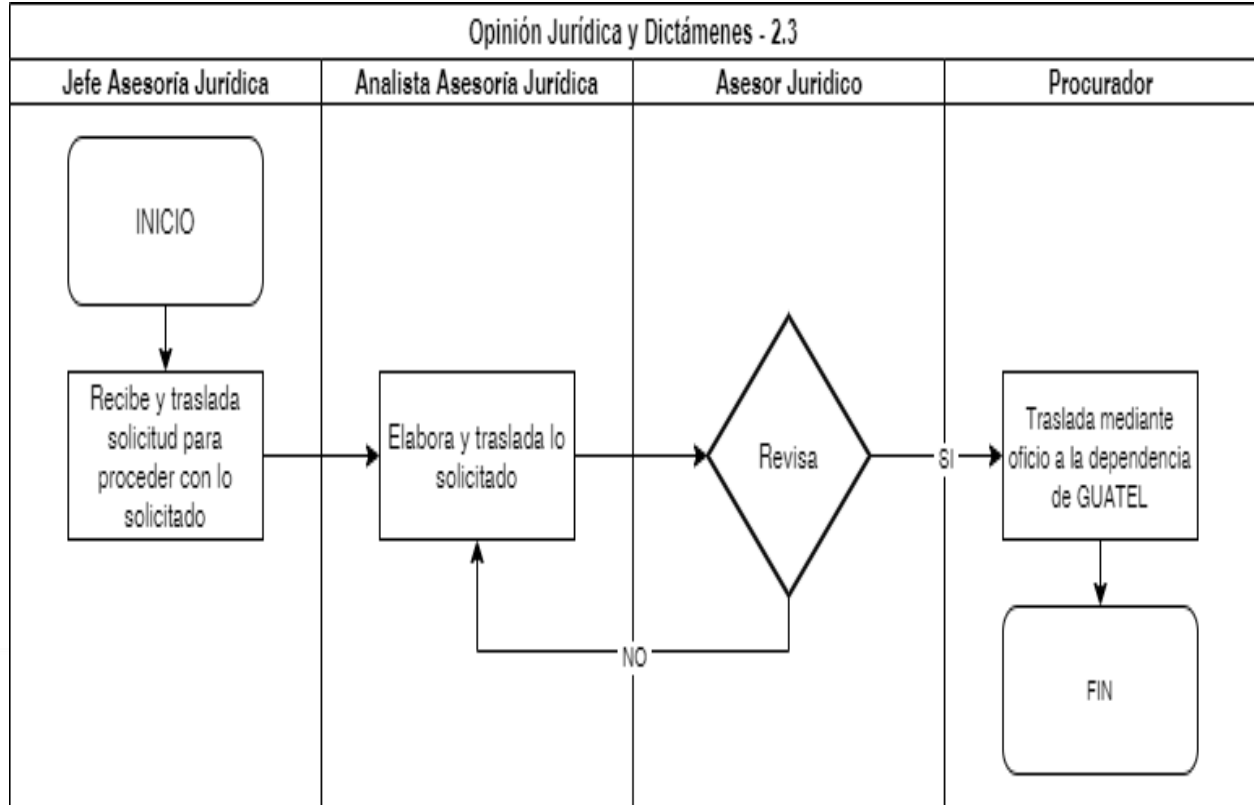 Opinión Jurídica y Dictámenes - 2.3
Jefe Asesoría Jurídica
Analista Asesoría Jurídica
Asesor Jurídico
Procurador
INICIO
Recibe y traslada
solicitud para
proceder con lo
solicitado
Elabora y traslada lo
solicitado
Revisa
SI
Traslada mediante
oficio a la dependencia
de GUATEL
NO
FIN